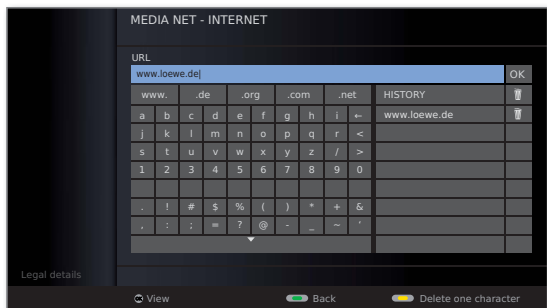 MEDIA NET - INTERNET
URL
www.loewe.de OK
www. .de .org .com .net HISTORY
a b c d e f g h i ← www.loewe.de
j k l m n o p q r <
s t u v w x y z / >
1 2 3 4 5 6 7 8 9 0
. ! # $ % ( ) * + &
, : ; = ? @ - _ ~ '
Legal details
OK View Back Delete one character